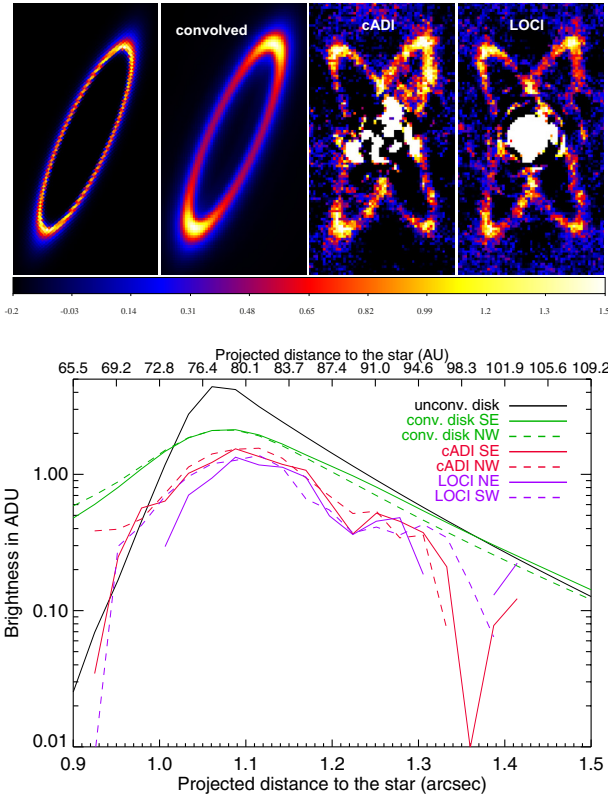 convolved
cADI
LOCI
-0.2 -0.03 0.14 0.31 0.48 0.65 0.82 0.99 1.2 1.3 1.5
Projected distance to the star (AU)
65.5 69.2 72.8 76.4 80.1 83.7 87.4 91.0 94.6 98.3 101.9 105.6 109.2
unconv. disk
conv. disk SE
conv. disk NW
cADI SE
cADI NW
LOCI NE
LOCI SW
Brightness in ADU
1.00
0.10
0.01
0.9 1.0 1.1 1.2 1.3 1.4 1.5
Projected distance to the star (arcsec)